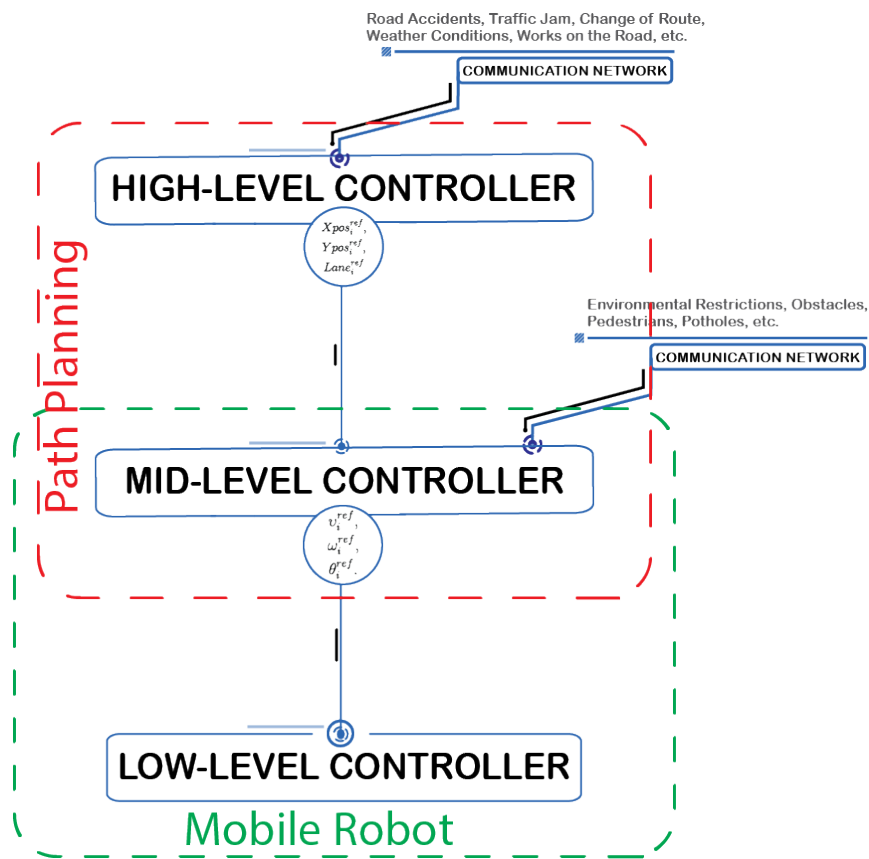 Road Accidents, Traffic Jam, Change of Route,
Weather Conditions, Works on the Road, etc.
COMMUNICATION NETWORK
HIGH-LEVEL CONTROLLER
Xpos_i^{ref},
Ypos_i^{ref},
Lane_i^{ref}
Path Planning
Environmental Restrictions, Obstacles,
Pedestrians, Potholes, etc.
COMMUNICATION NETWORK
MID-LEVEL CONTROLLER
υ_i^{ref},
ω_i^{ref},
θ_i^{ref}.
LOW-LEVEL CONTROLLER
Mobile Robot